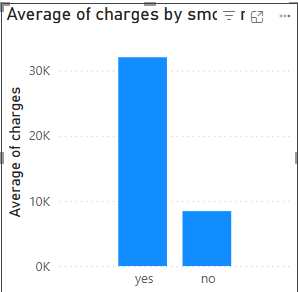 Average of charges by smo
30K
20K
10K
0K
Average of charges
yes
no